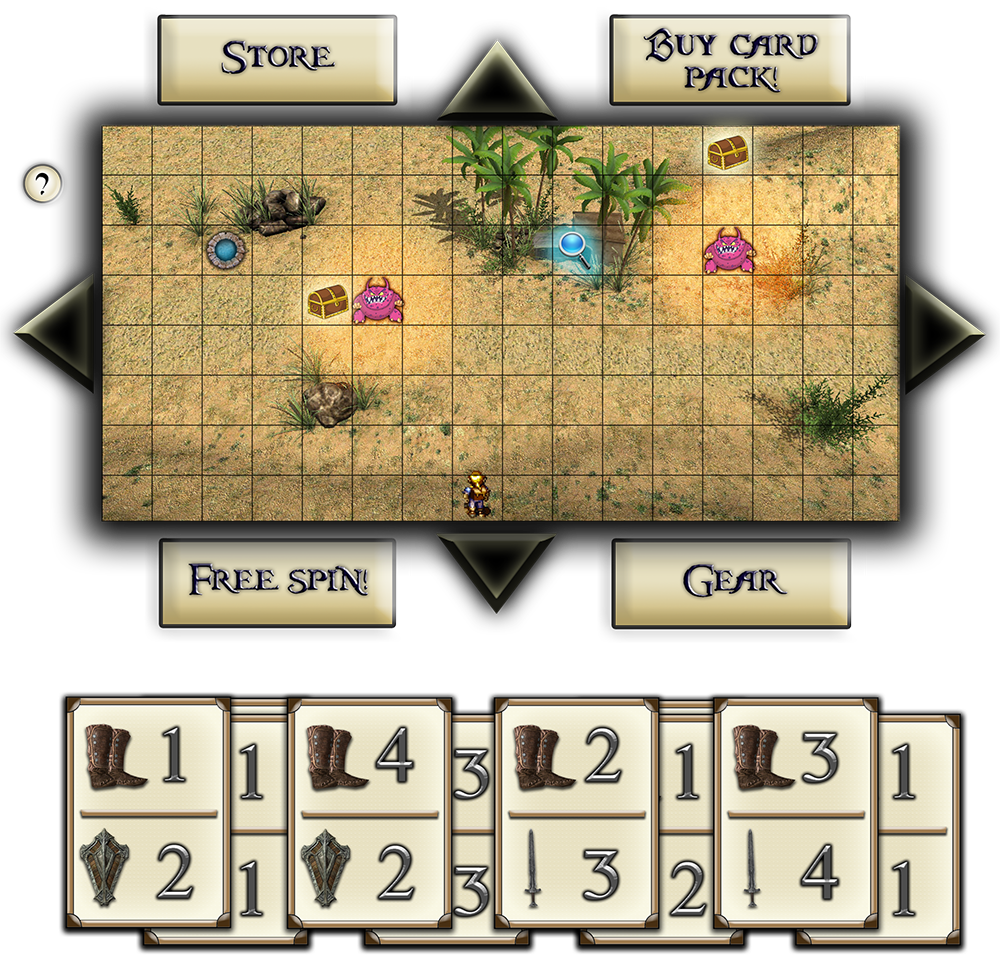 Store
Buy card
pack!
?
Free spin!
Gear
1 1 4 3 2 1 3 1
2 1 2 3 3 2 4 1